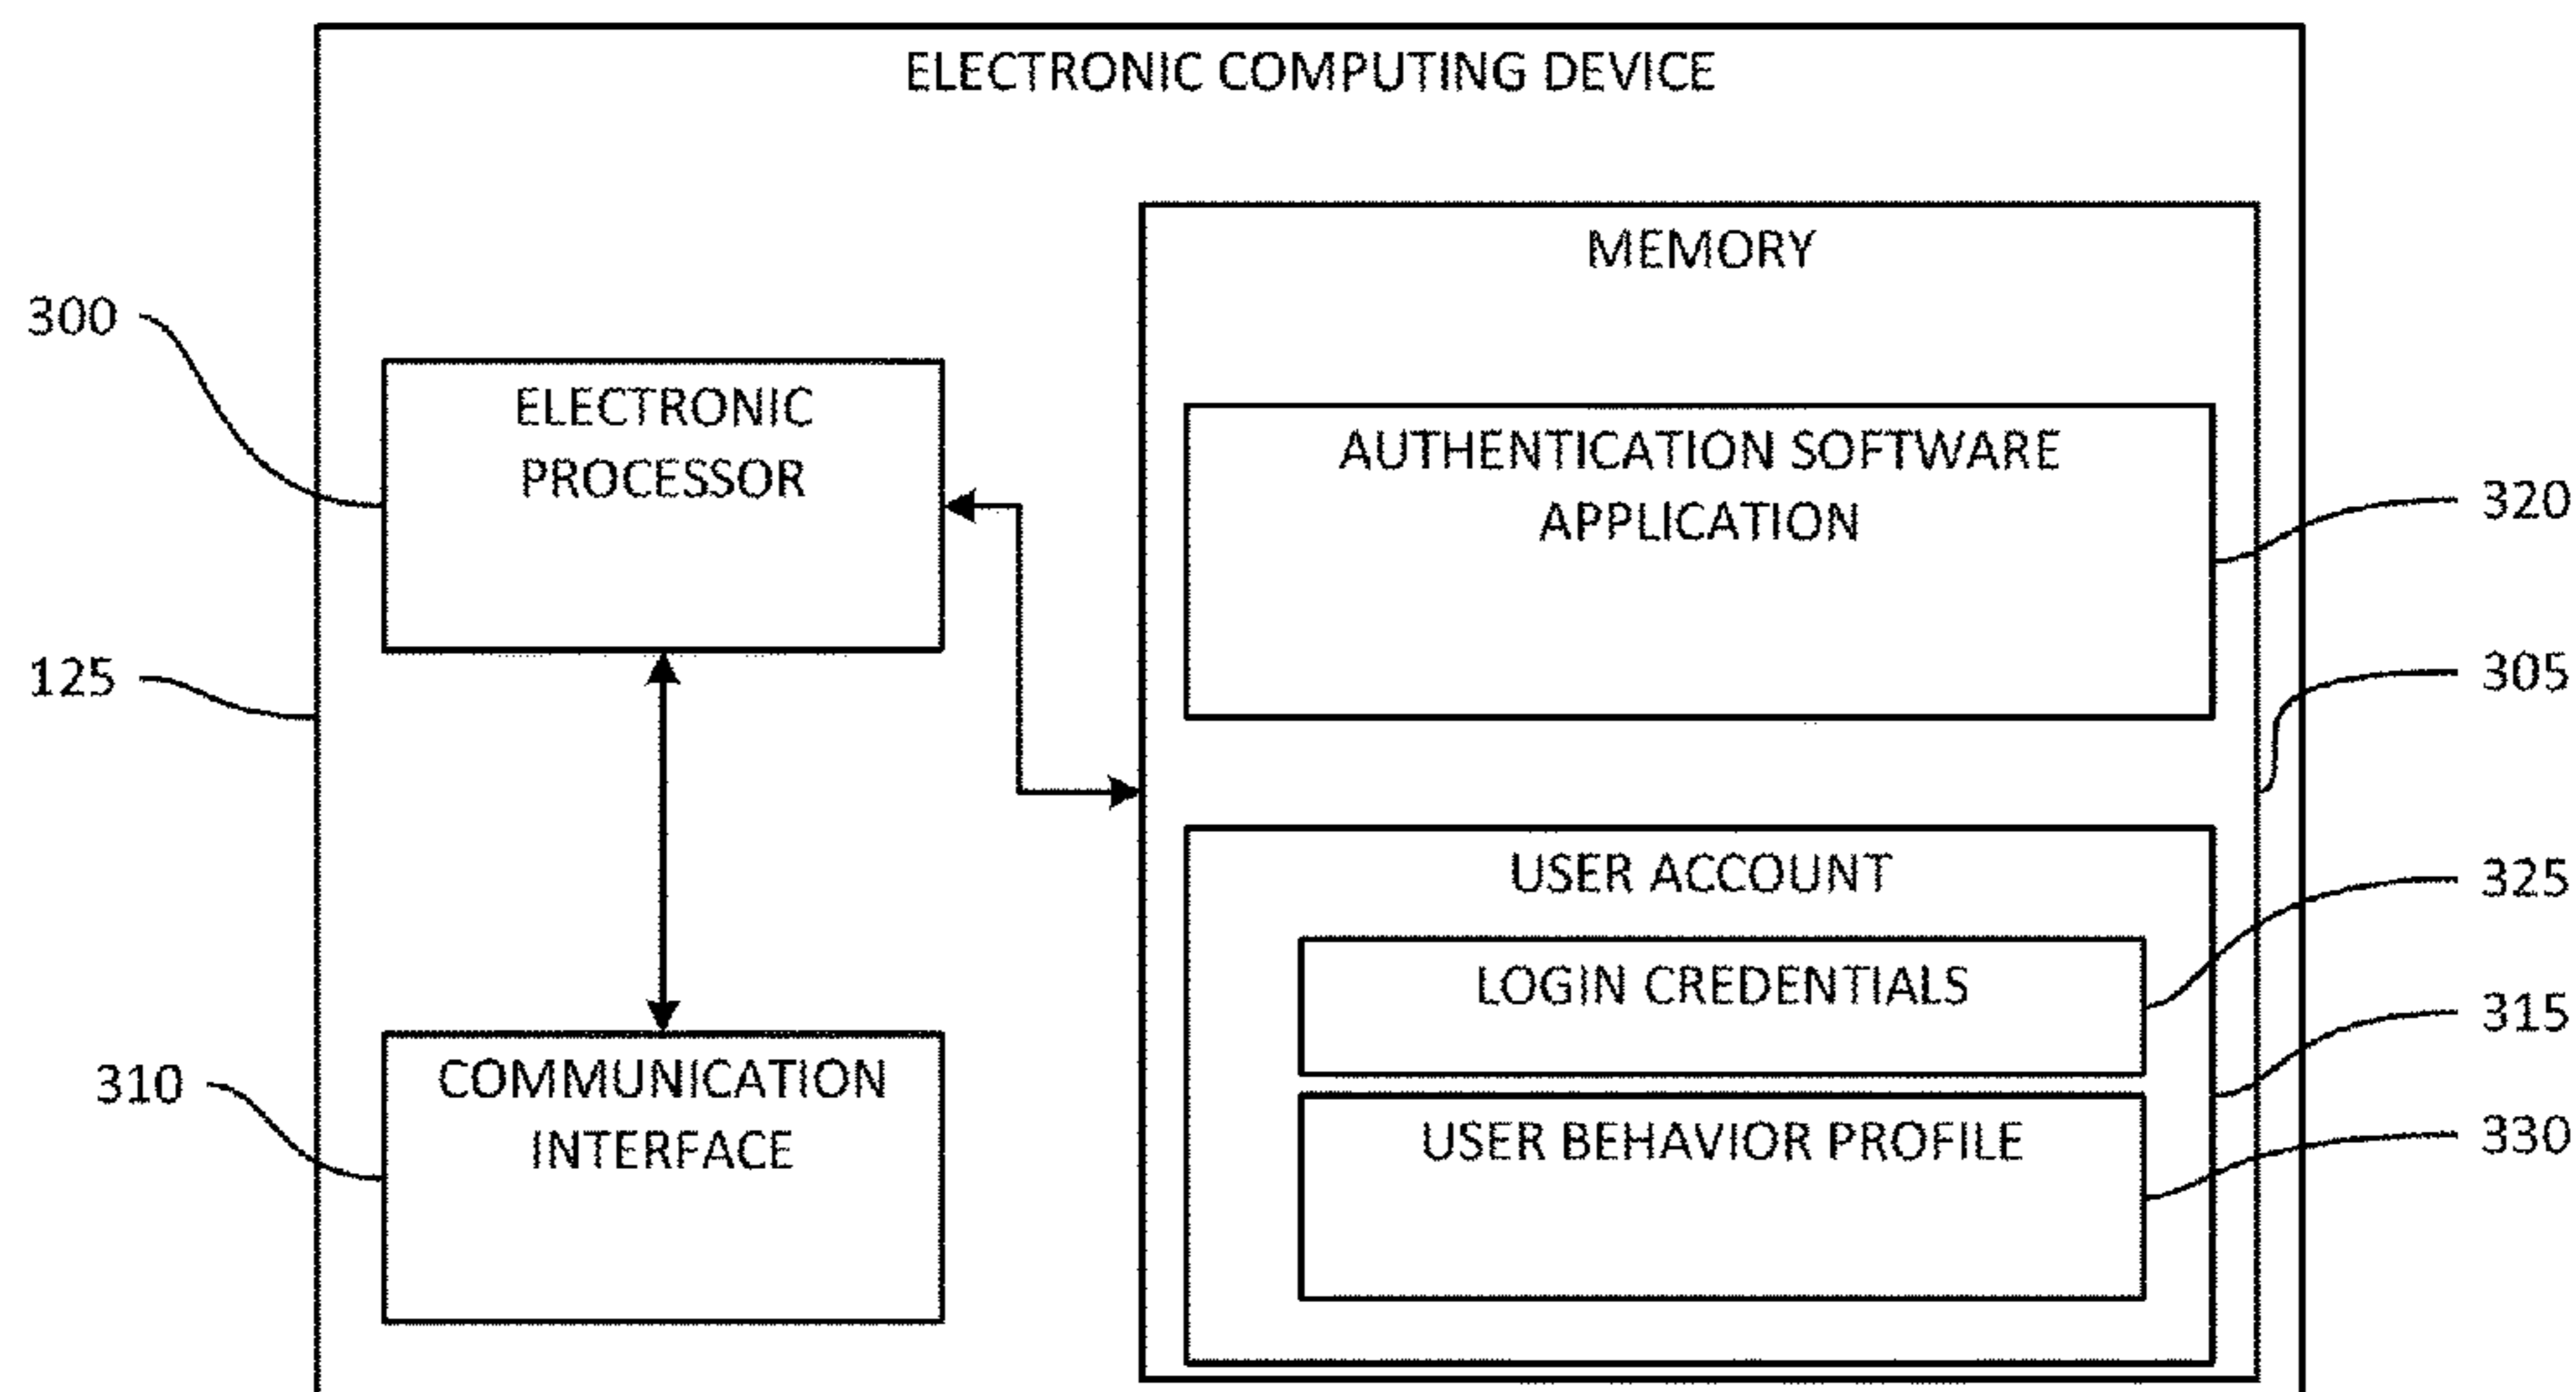 ELECTRONIC COMPUTING DEVICE
MEMORY
300
ELECTRONIC
PROCESSOR
AUTHENTICATION SOFTWARE
APPLICATION
320
125
305
USER ACCOUNT
325
LOGIN CREDENTIALS
315
310
COMMUNICATION
INTERFACE
USER BEHAVIOR PROFILE
330